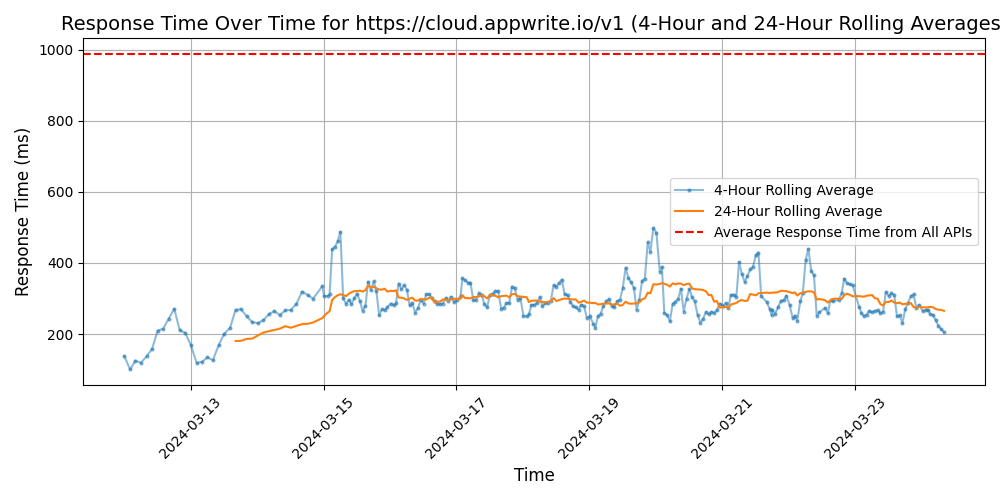 Response Time Over Time for https://cloud.appwrite.io/v1 (4-Hour and 24-Hour Rolling Averages
Response Time (ms)
1000
800
600
400
200
4-Hour Rolling Average
24-Hour Rolling Average
Average Response Time from All APIs
2024-03-13
2024-03-15
2024-03-17
2024-03-19
2024-03-21
2024-03-23
Time